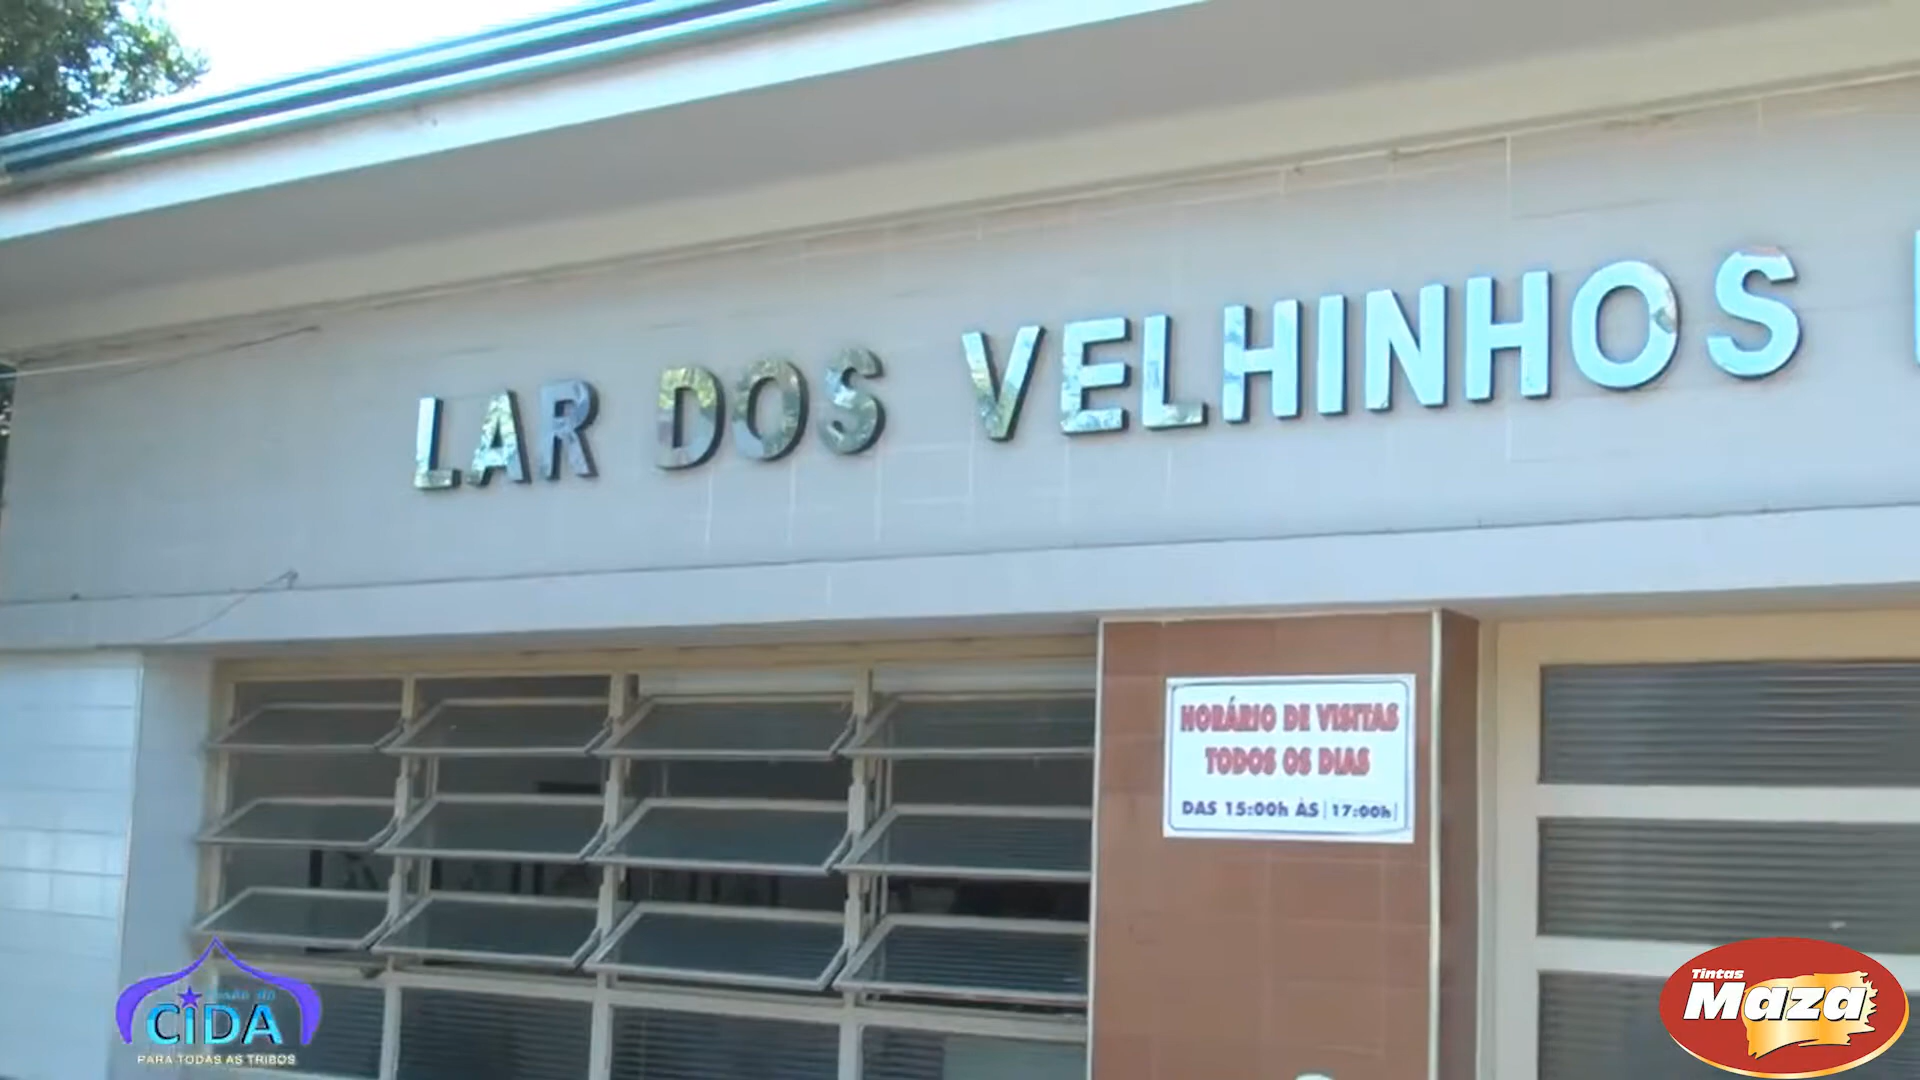 LAR DOS VELHINHOS
HORÁRIO DE VISITAS
TODOS OS DIAS
DAS 15:00h ÀS 17:00h
CIDA
PARA TODAS AS TRIBOS
Tintas
Maza